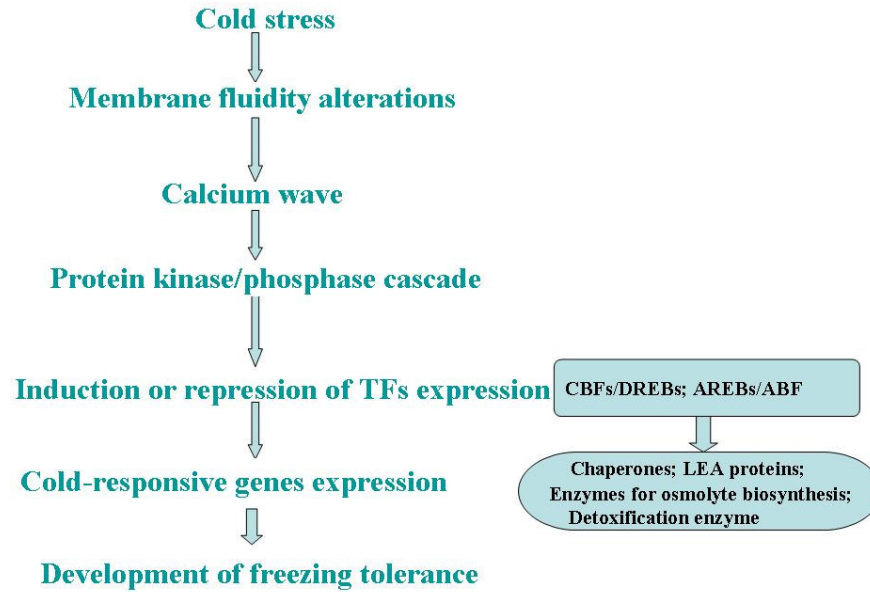 Cold stress
Membrane fluidity alterations
Calcium wave
Protein kinase/phosphase cascade
Induction or repression of TFs expression
CBFs/DREBs; AREBs/ABF
Cold-responsive genes expression
Chaperones; LEA proteins;
Enzymes for osmolyte biosynthesis;
Detoxification enzyme
Development of freezing tolerance